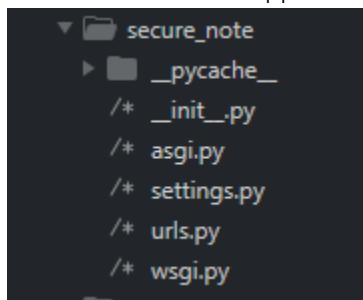 secure_note
__pycache__
/* __init__.py
/* asgi.py
/* settings.py
/* urls.py
/* wsgi.py